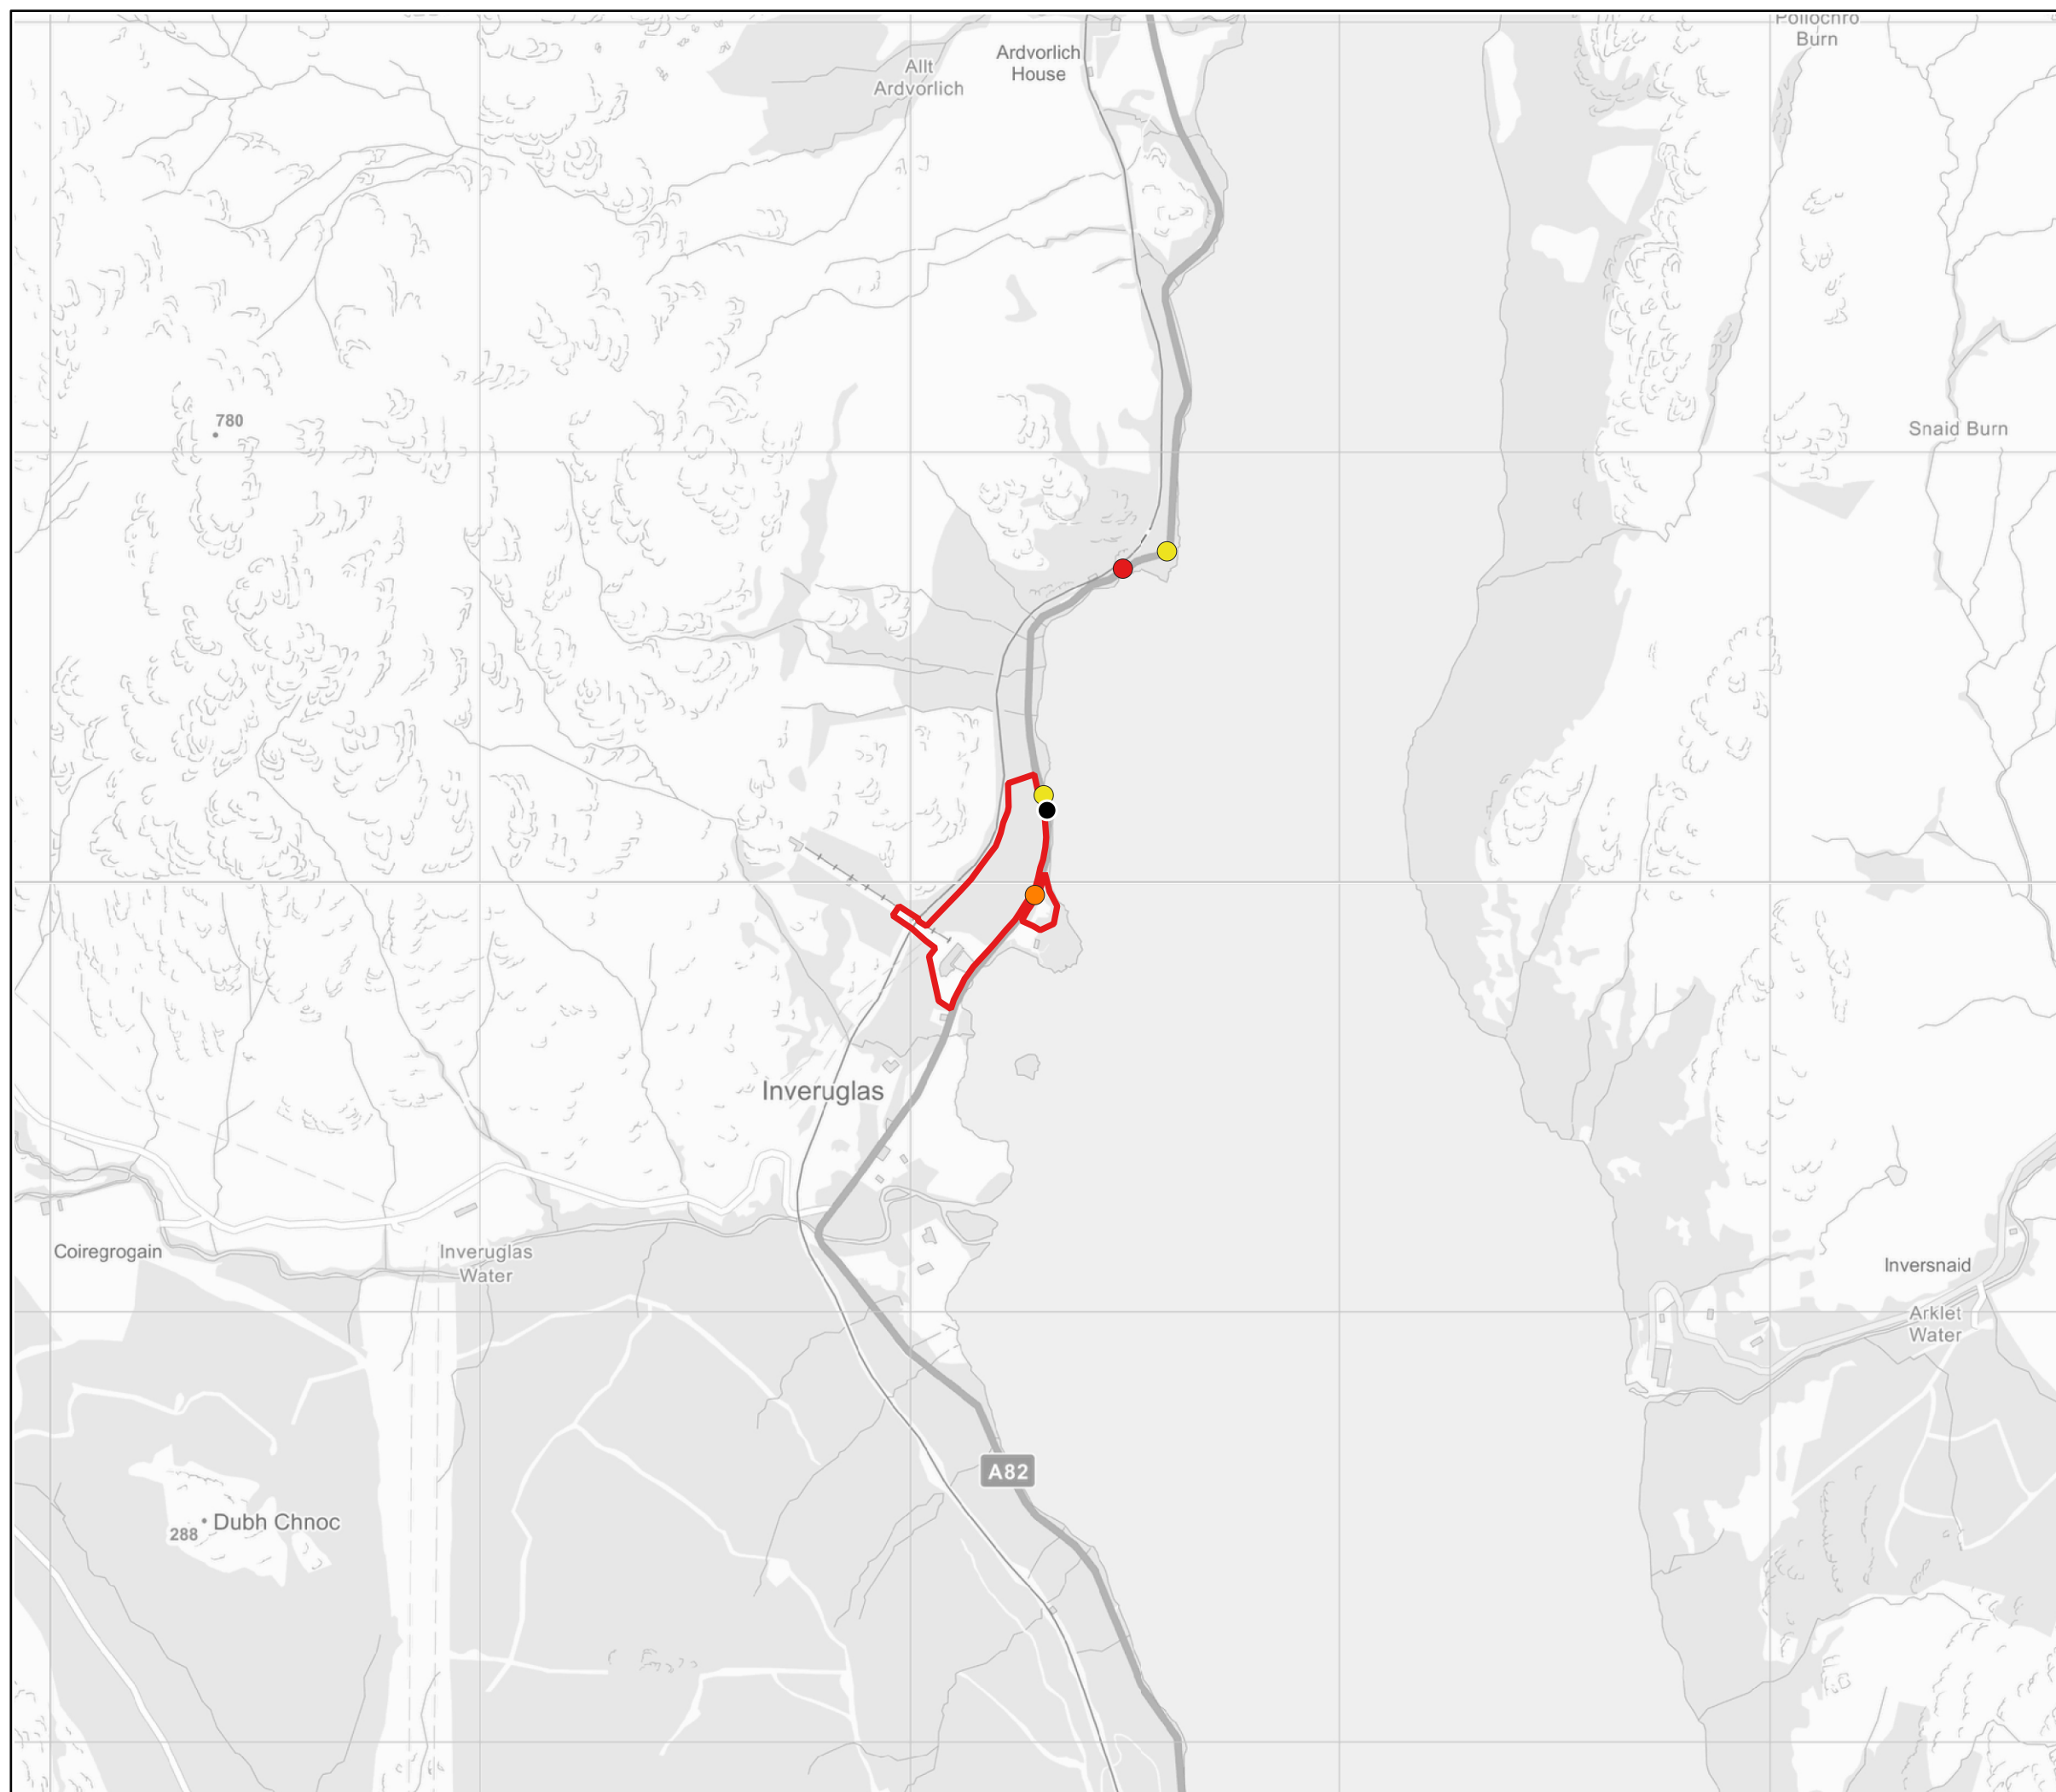 Pollochro
Burn
Ardvorlich
House
Allt
Ardvorlich
780
Snaid Burn
Inveruglas
Coiregrogain
Inveruglas
Water
Inversnaid
Arklet
Water
A82
288
Dubh Chnoc